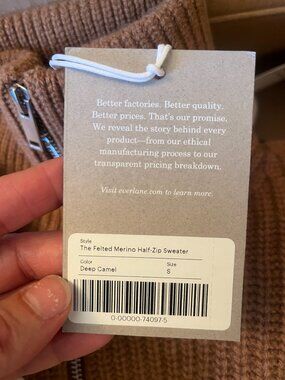 Better factories. Better quality.
Better prices. That's our promise.
We reveal the story behind every
product—from our ethical
manufacturing process to our
transparent pricing breakdown.
Visit everlane.com to learn more.
Style
The Felted Merino Half-Zip Sweater
Color
Size
Deep Camel
S
0-00000-74097-5